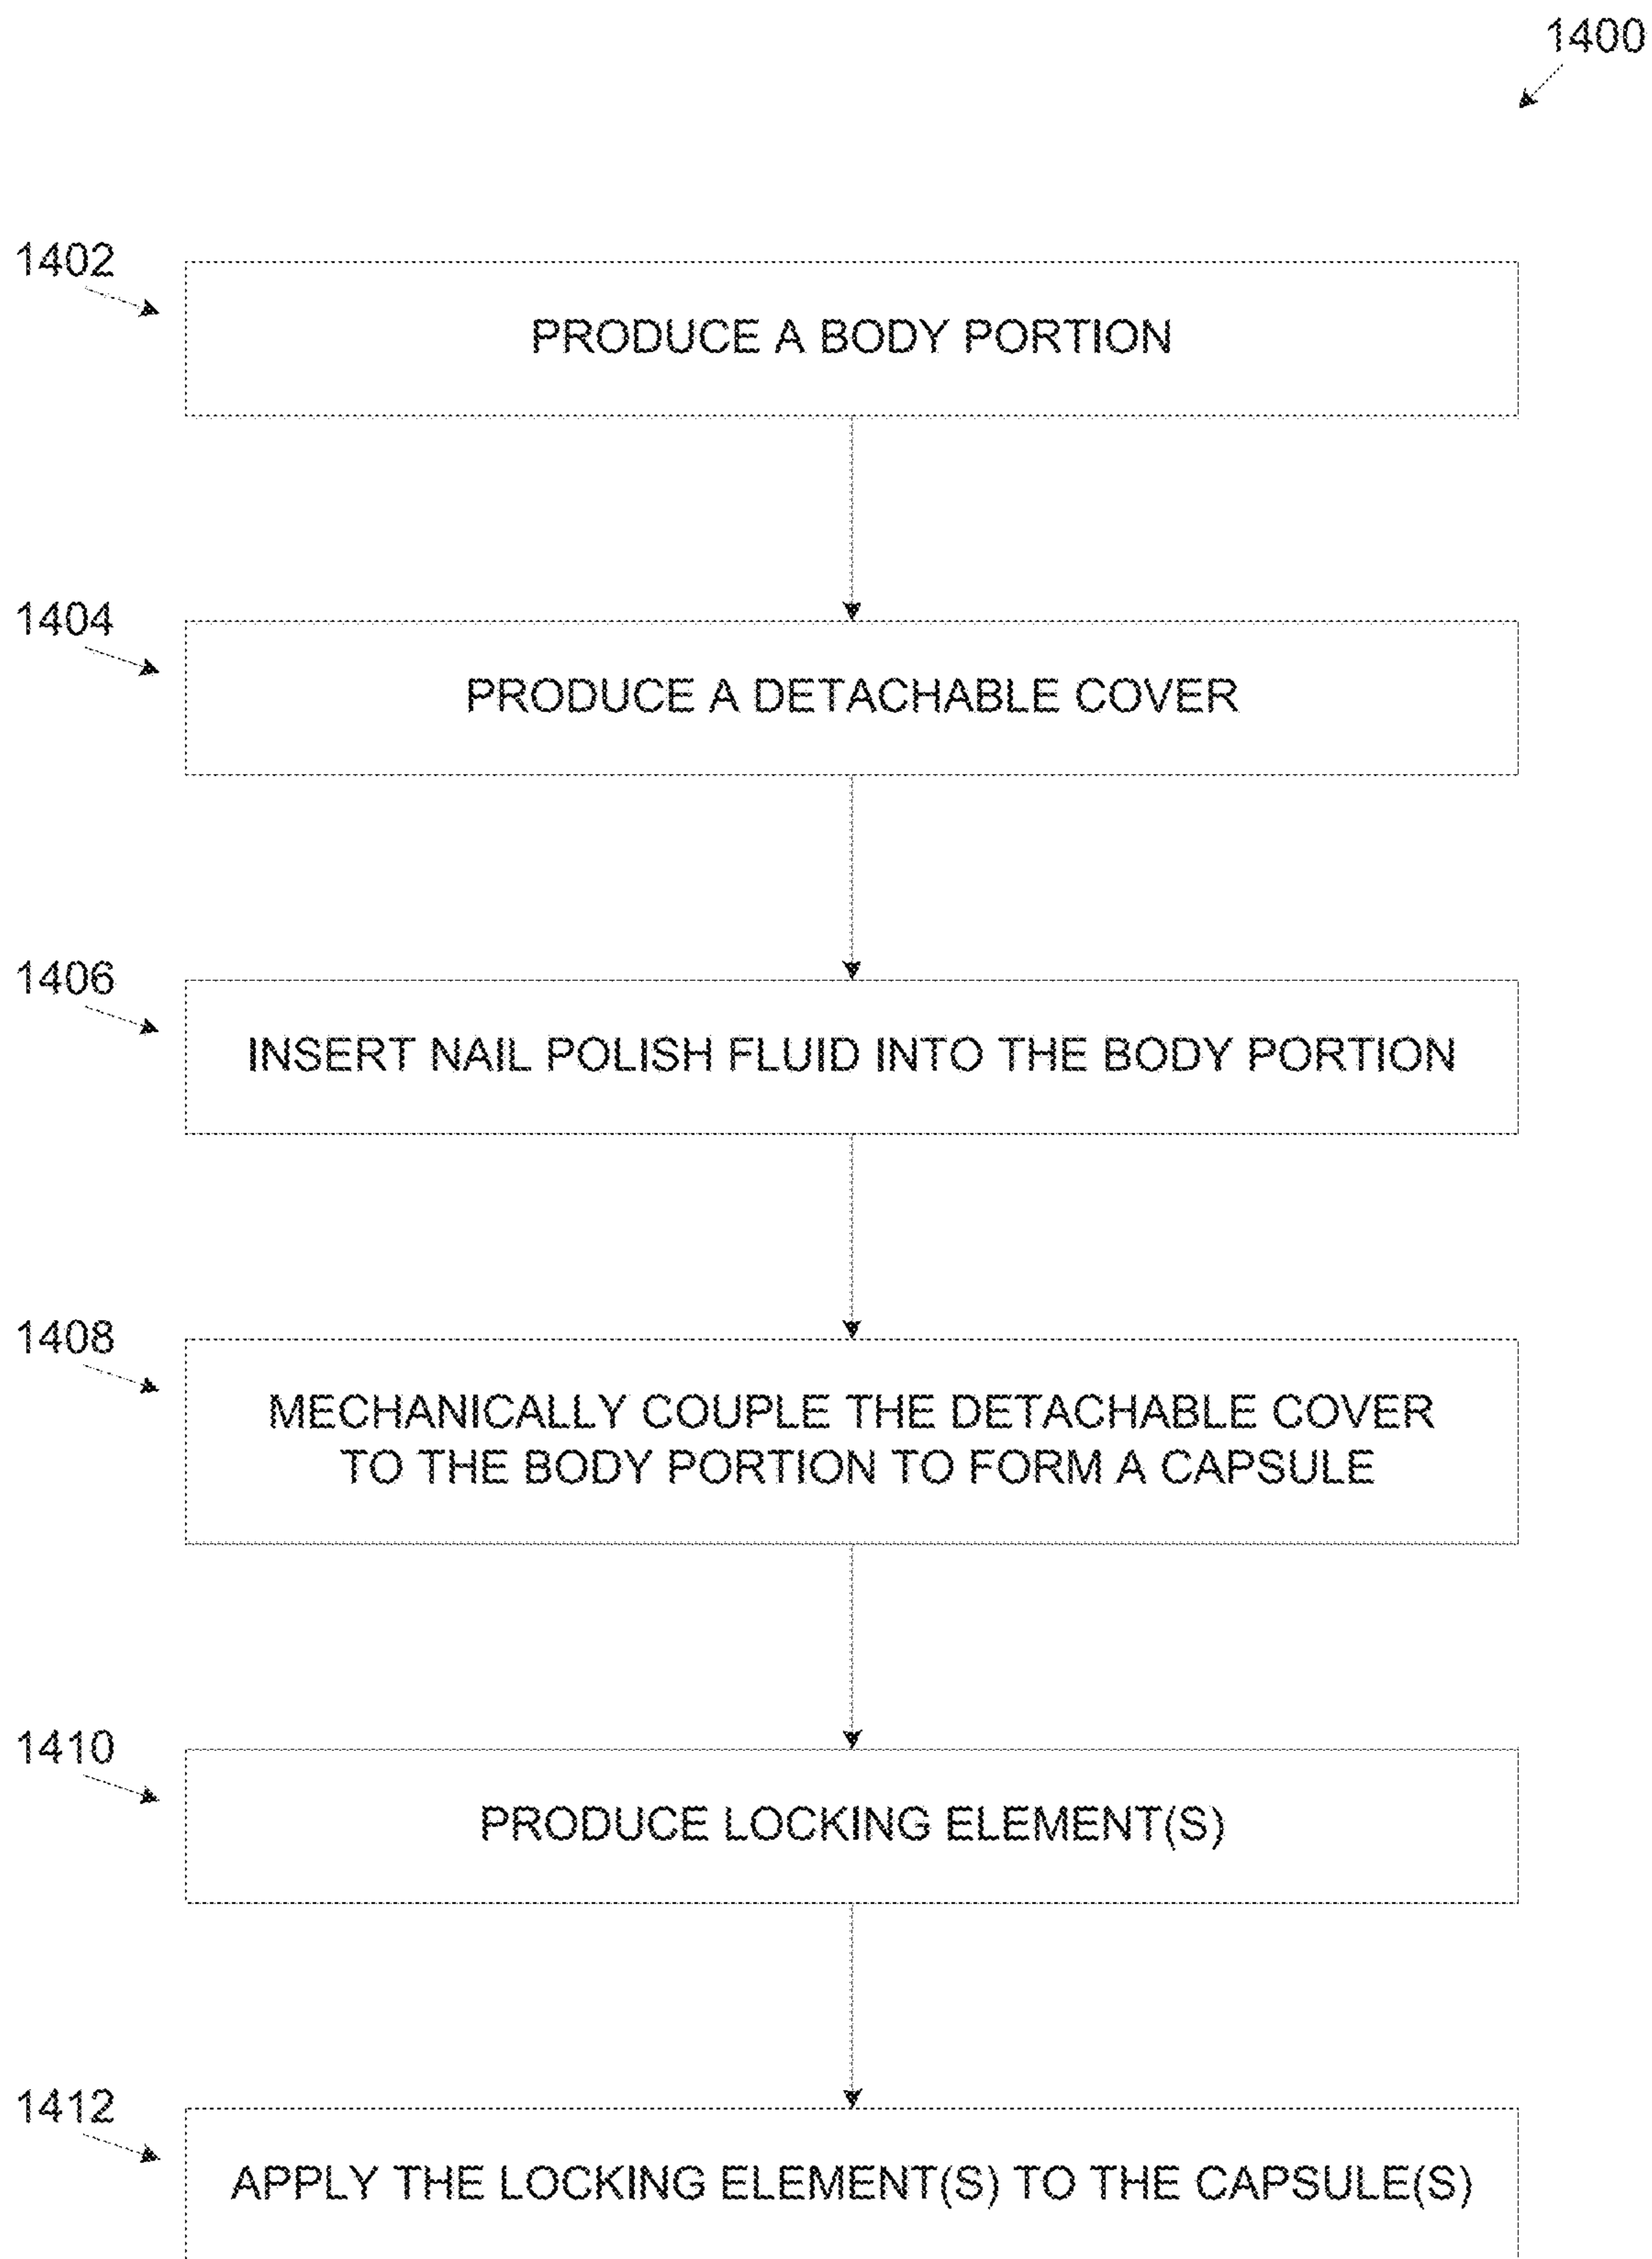 1400
1402
PRODUCE A BODY PORTION
1404
PRODUCE A DETACHABLE COVER
1406
INSERT NAIL POLISH FLUID INTO THE BODY PORTION
1408
MECHANICALLY COUPLE THE DETACHABLE COVER
TO THE BODY PORTION TO FORM A CAPSULE
1410
PRODUCE LOCKING ELEMENT(S)
1412
APPLY THE LOCKING ELEMENT(S) TO THE CAPSULE(S)